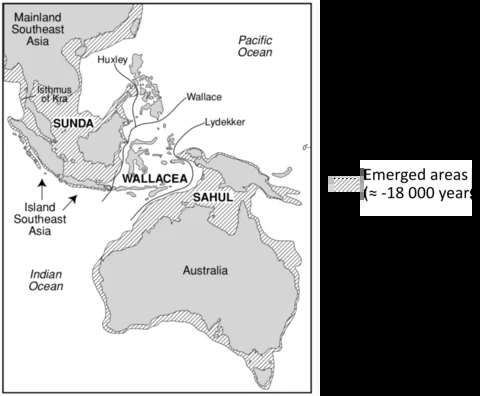 Mainland
Southeast
Asia
Pacific
Ocean
Huxley
Isthmus
of Kra
Wallace
SUNDA
Lydekker
WALLACEA
SAHUL
Island
Southeast
Asia
Indian
Ocean
Australia
Emerged areas
(≈ -18 000 years